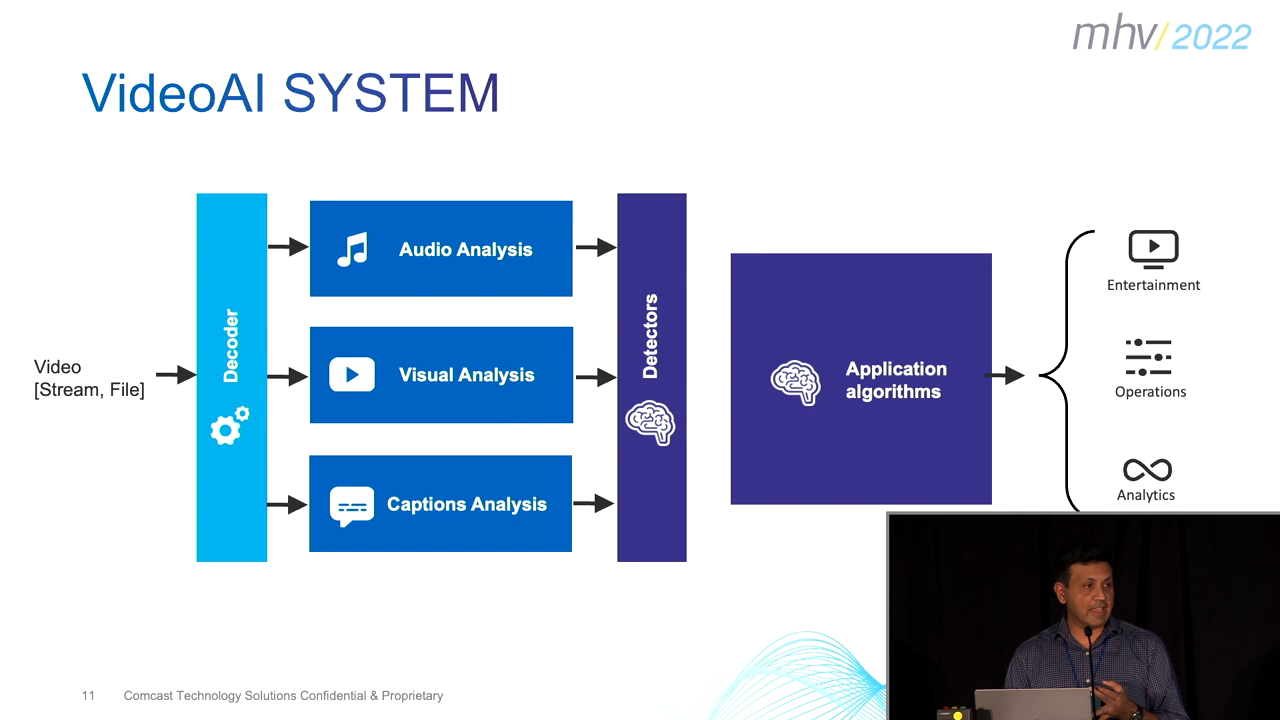 mhv/2022
VideoAI SYSTEM
Video
[Stream, File]
Decoder
Audio Analysis
Visual Analysis
Captions Analysis
Detectors
Application
algorithms
Entertainment
Operations
Analytics
11 Comcast Technology Solutions Confidential & Proprietary